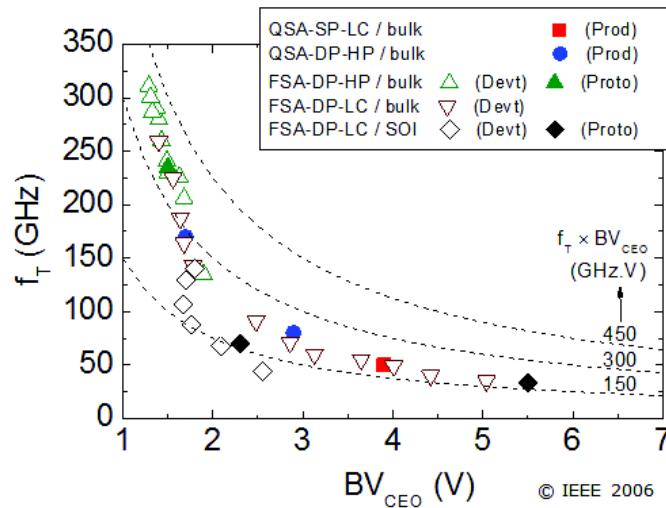 QSA-SP-LC / bulk (Prod)
QSA-DP-HP / bulk (Prod)
FSA-DP-HP / bulk (Devt) (Proto)
FSA-DP-LC / bulk (Devt)
FSA-DP-LC / SOI (Devt) (Proto)
350
300
250
200
150
100
50
0
f_T (GHz)
f_T × BV_CEO
(GHz.V)
450
300
150
1 2 3 4 5 6 7
BV_CEO (V)
© IEEE 2006